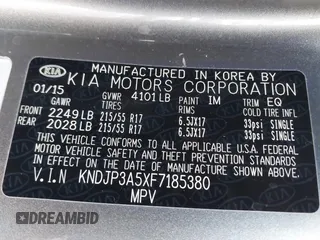 KIA MANUFACTURED IN KOREA BY
KIA MOTORS CORPORATION
01/15 GVWR 4101LB PAINT IM TRIM EQ
GAWR TIRES RIMS COLD TIRE INFL
FRONT 2249LB 215/55 R17 6.5JX17 33psi SINGLE
REAR 2028LB 215/55 R17 6.5JX17 33psi SINGLE
THIS VEHICLE CONFORMS TO ALL APPLICABLE FEDERAL
MOTOR VEHICLE SAFETY AND THEFT PREVENTION STANDARDS
IN EFFECT ON THE DATE OF MANUFACTURE SHOWN ABOVE.
V.I.N KNDJP3A5XF7185380
MPV
DREAMBID